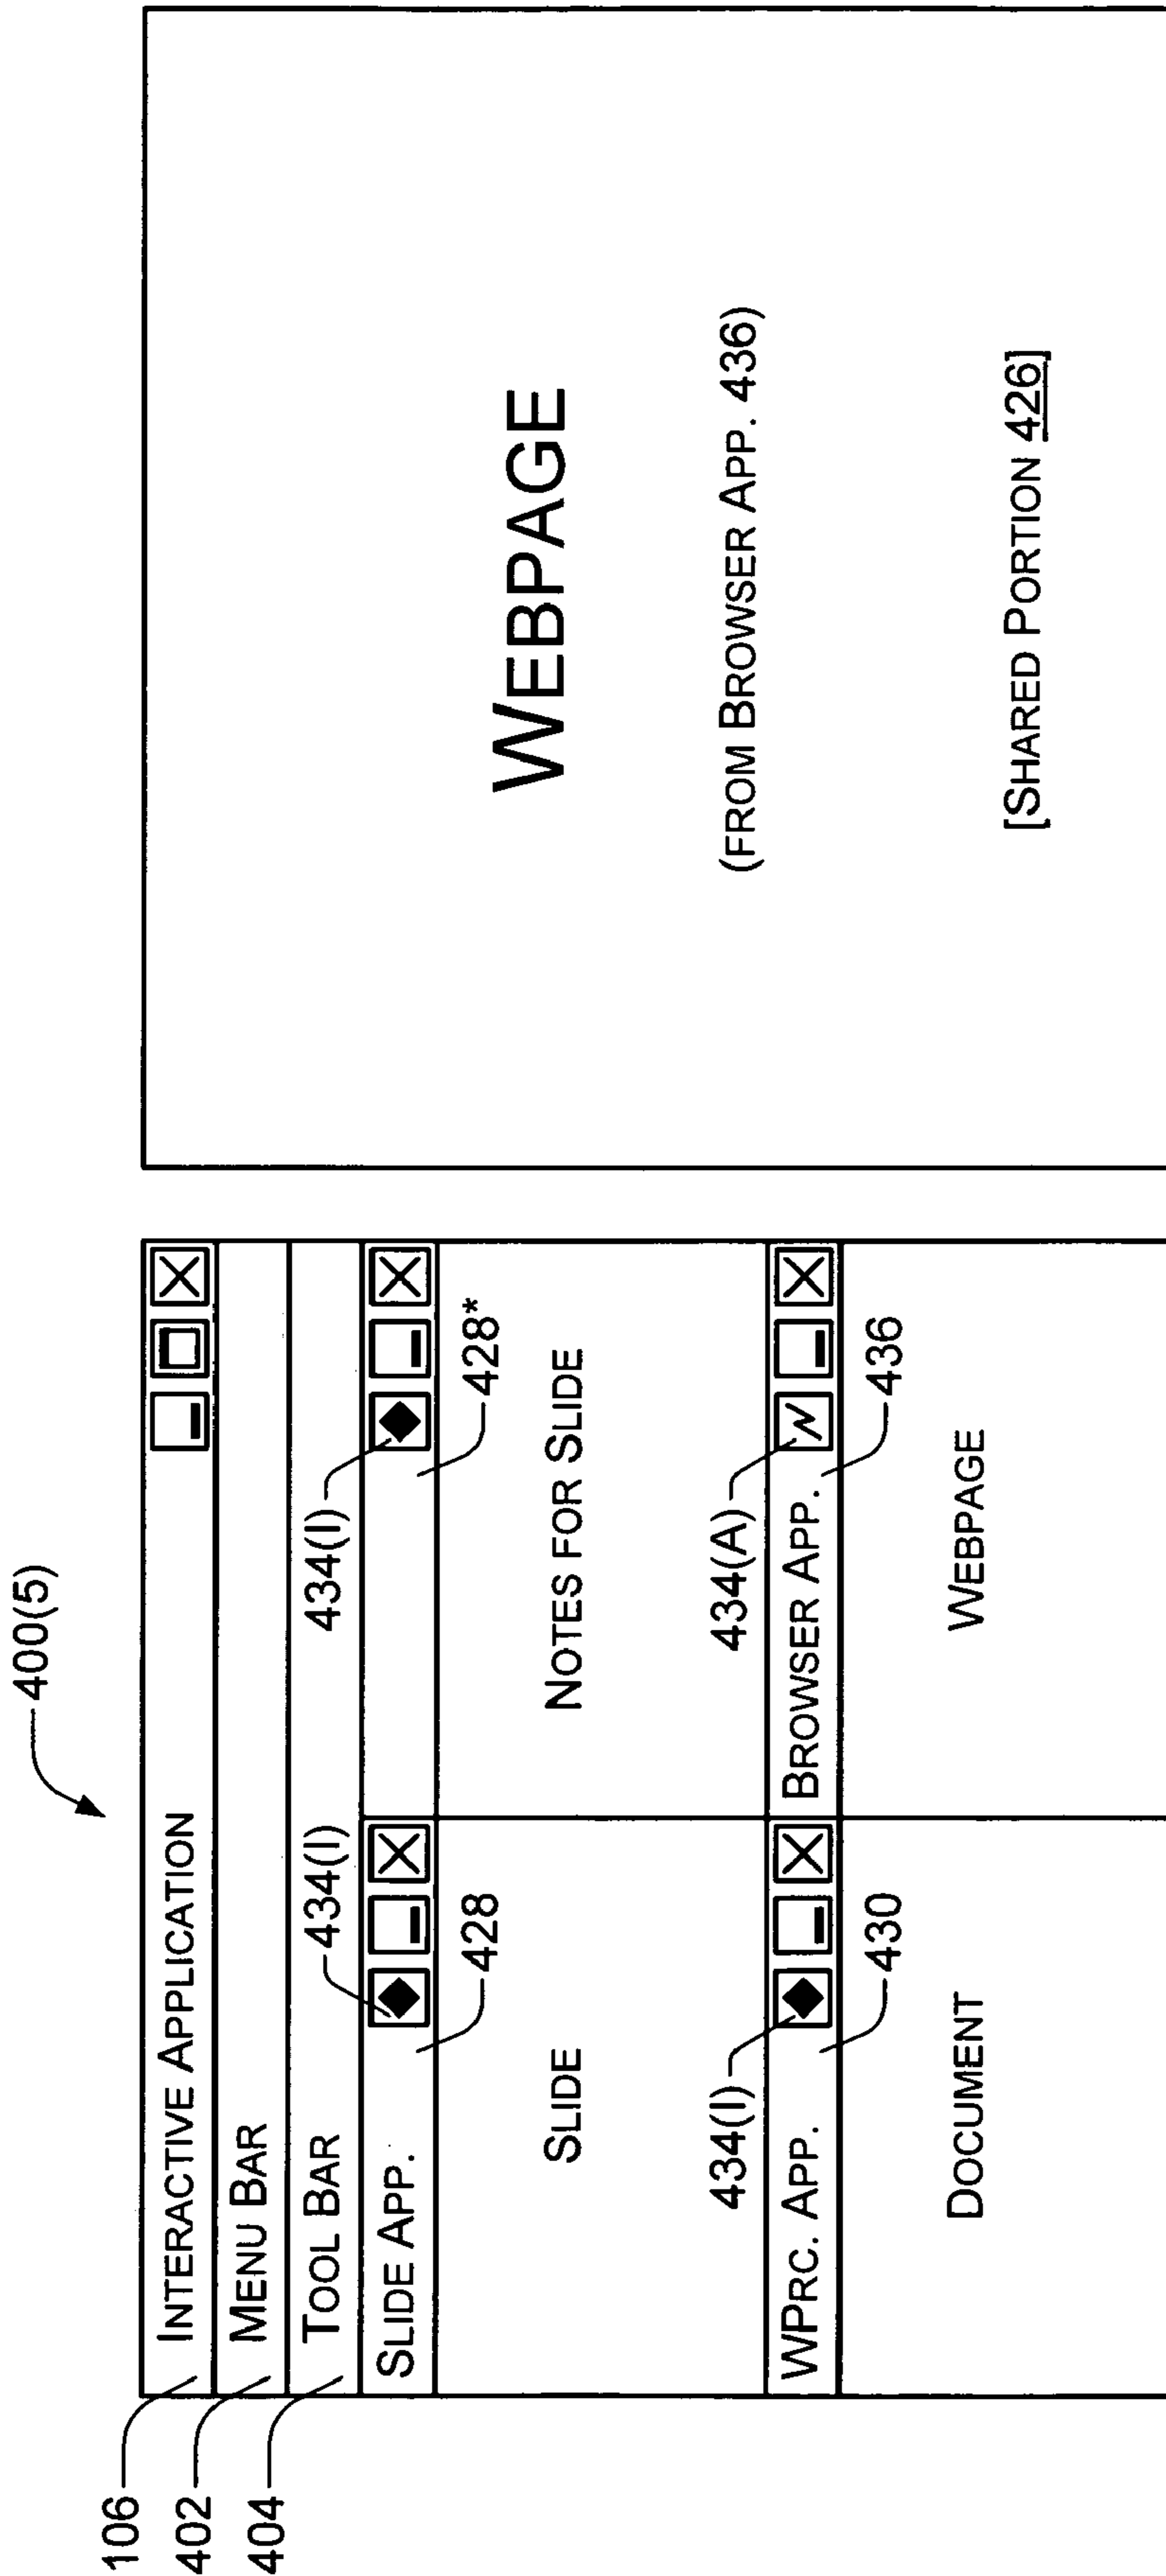 400(5)
106
INTERACTIVE APPLICATION
402
MENU BAR
404
TOOL BAR
434(I)
434(I)
SLIDE APP.
428
428*
SLIDE
NOTES FOR SLIDE
434(I)
434(A)
WPRC. APP.
BROWSER APP.
430
436
DOCUMENT
WEBPAGE
WEBPAGE
(FROM BROWSER APP. 436)
[SHARED PORTION 426]